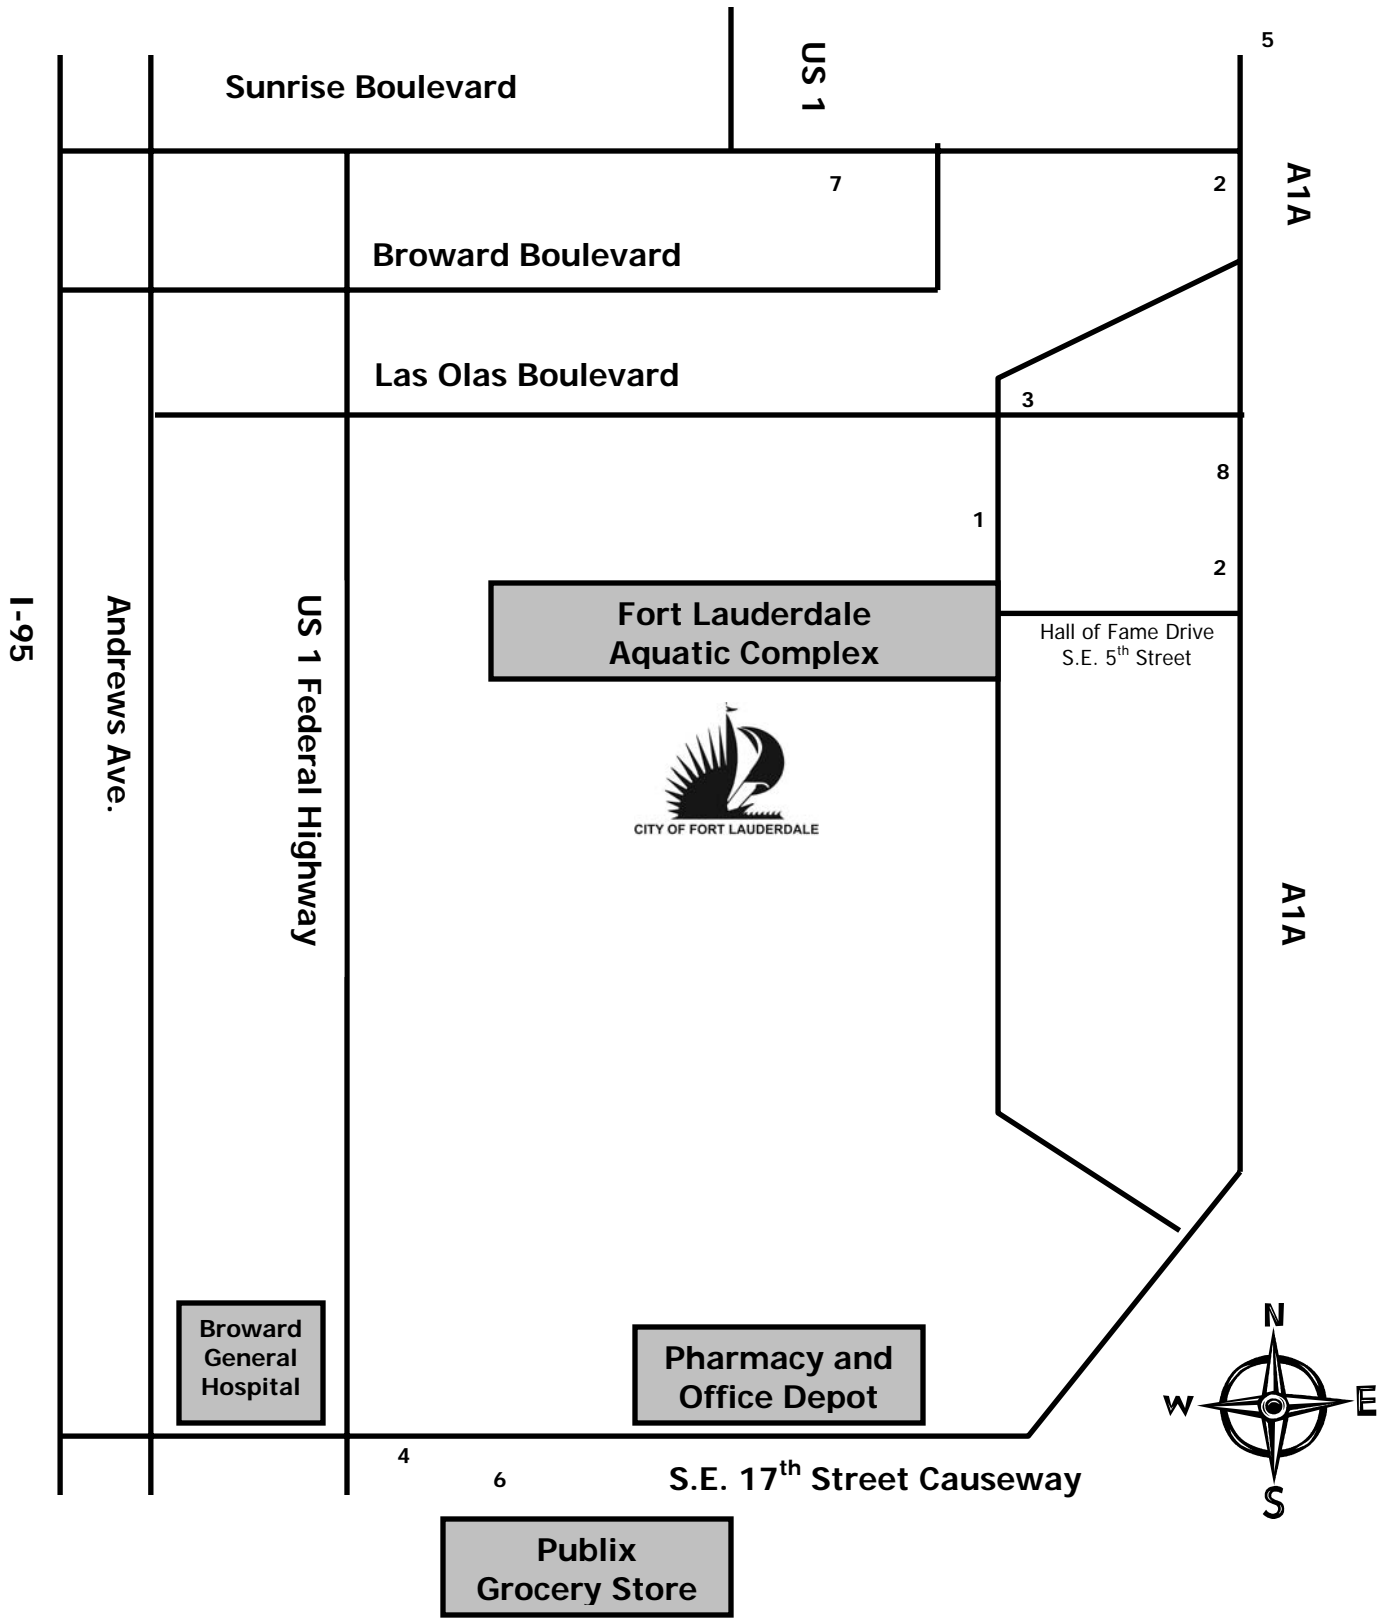 5
US 1
Sunrise Boulevard
A1A
7
2
Broward Boulevard
Las Olas Boulevard
3
8
1
2
I-95
Andrews Ave.
US 1 Federal Highway
Fort Lauderdale
Aquatic Complex
Hall of Fame Drive
S.E. 5th Street
CITY OF FORT LAUDERDALE
A1A
Broward
General
Hospital
Pharmacy and
Office Depot
N
W
E
S
4
6
S.E. 17th Street Causeway
Publix
Grocery Store